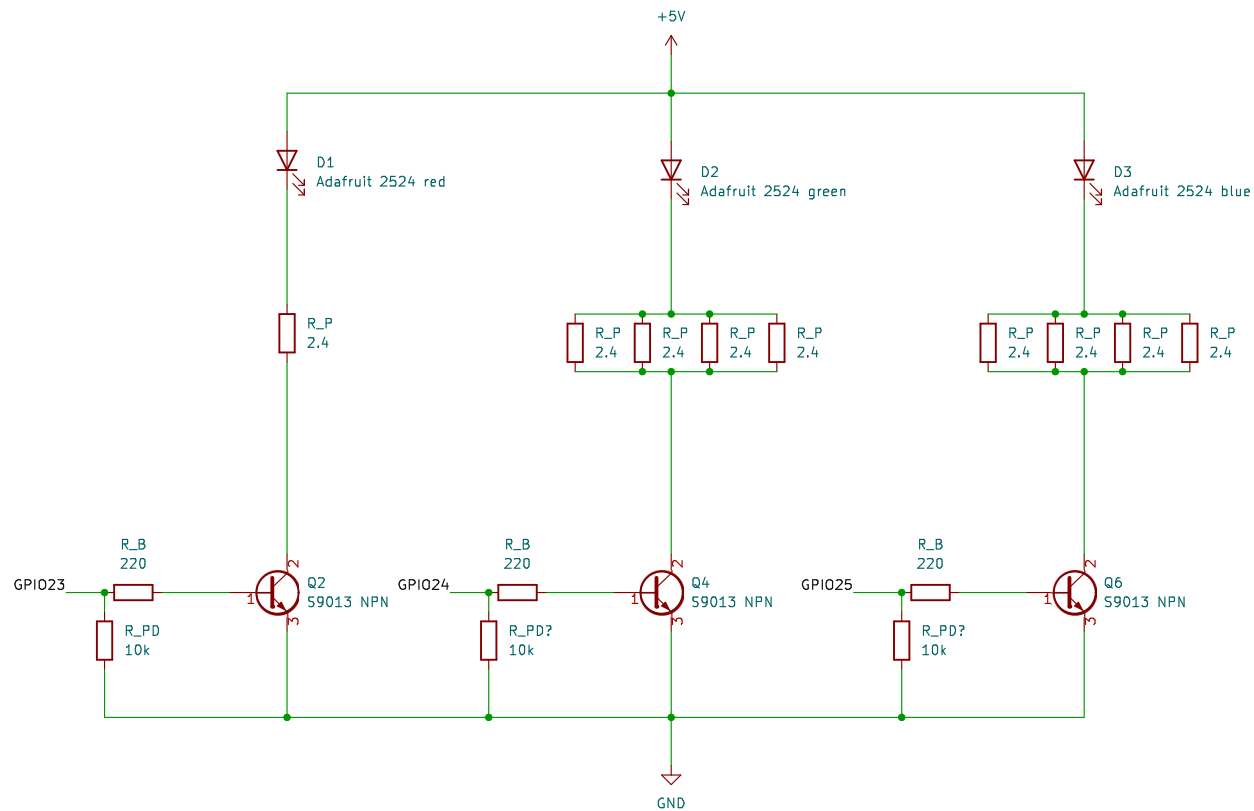 +5V
D1
Adafruit 2524 red
D2
Adafruit 2524 green
D3
Adafruit 2524 blue
R_P
2.4
R_P
2.4
R_P
2.4
R_P
2.4
R_P
2.4
R_P
2.4
R_P
2.4
R_P
2.4
R_P
2.4
GPIO23
R_B
220
1
2
3
Q2
S9013 NPN
R_PD
10k
GPIO24
R_B
220
1
2
3
Q4
S9013 NPN
R_PD?
10k
GPIO25
R_B
220
1
2
3
Q6
S9013 NPN
R_PD?
10k
GND